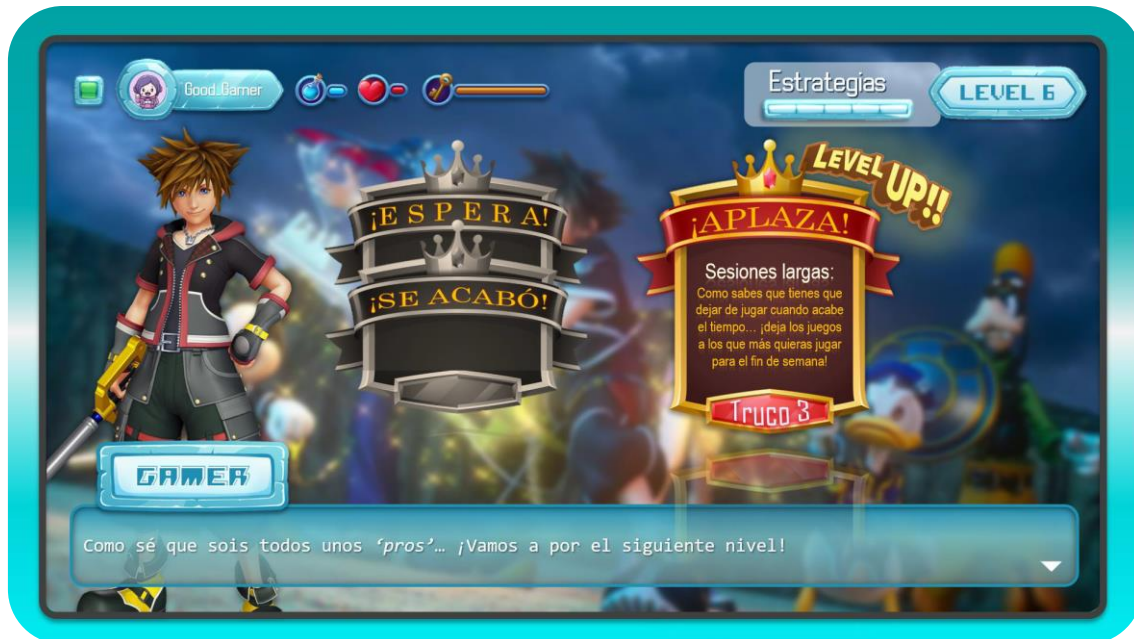 Good_Gamer
Estrategias
LEVEL 6
¡ESPERA!
¡SE ACABÓ!
LEVEL UP!!
¡APLAZA!
Sesiones largas:
Como sabes que tienes que
dejar de jugar cuando acabe
el tiempo... ¡deja los juegos
a los que más quieras jugar
para el fin de semana!
Truco 3
GAMER
Como sé que sois todos unos ‘pros’… ¡Vamos a por el siguiente nivel!